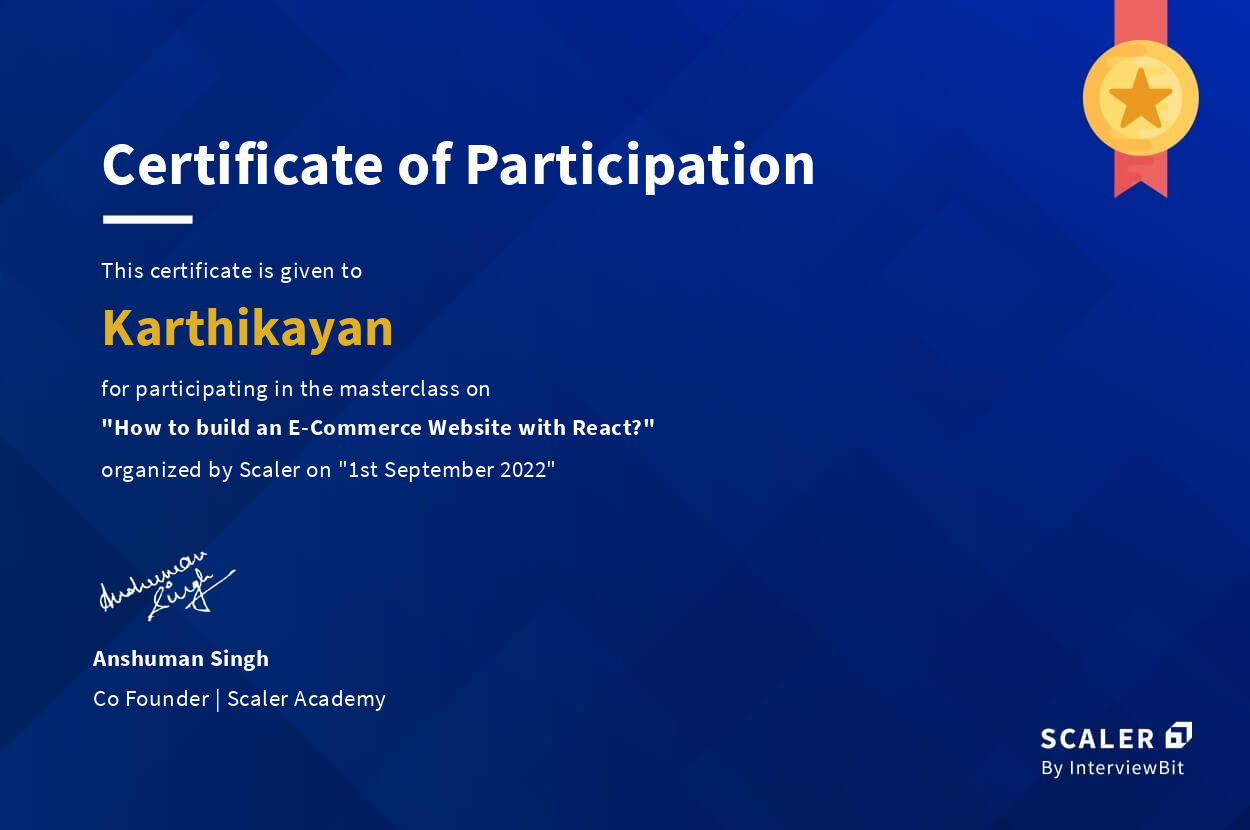 Certificate of Participation
This certificate is given to
Karthikayan
for participating in the masterclass on
"How to build an E-Commerce Website with React?"
organized by Scaler on "1st September 2022"
Anshuman
Singh
Anshuman Singh
Co Founder | Scaler Academy
SCALER
By InterviewBit